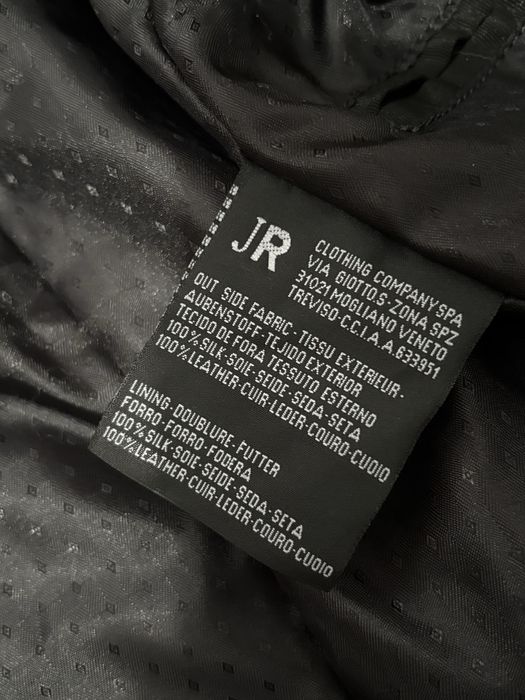 JR
CLOTHING COMPANY SPA
VIA GIOTTO,5-ZONA SPZ
31021 MOGLIANO VENETO
TREVISO-C.C.I.A.A.633951
OUT SIDE FABRIC-TISSU EXTERIEUR-
AUBENSTOFF-TEJIDO EXTERIOR
TECIDO DE FORA TESSUTO ESTERNO
100% SILK-SOIE-SEIDE-SEDA-SETA
100% LEATHER-CUIR-LEDER-COURO-CUOIO
LINING DOUBLURE-FUTTER
FORRO-FORRO-FODERA
100% SILK-SOIE-SEIDE-SEDA-SETA
100% LEATHER-CUIR-LEDER-COURO-CUOIO